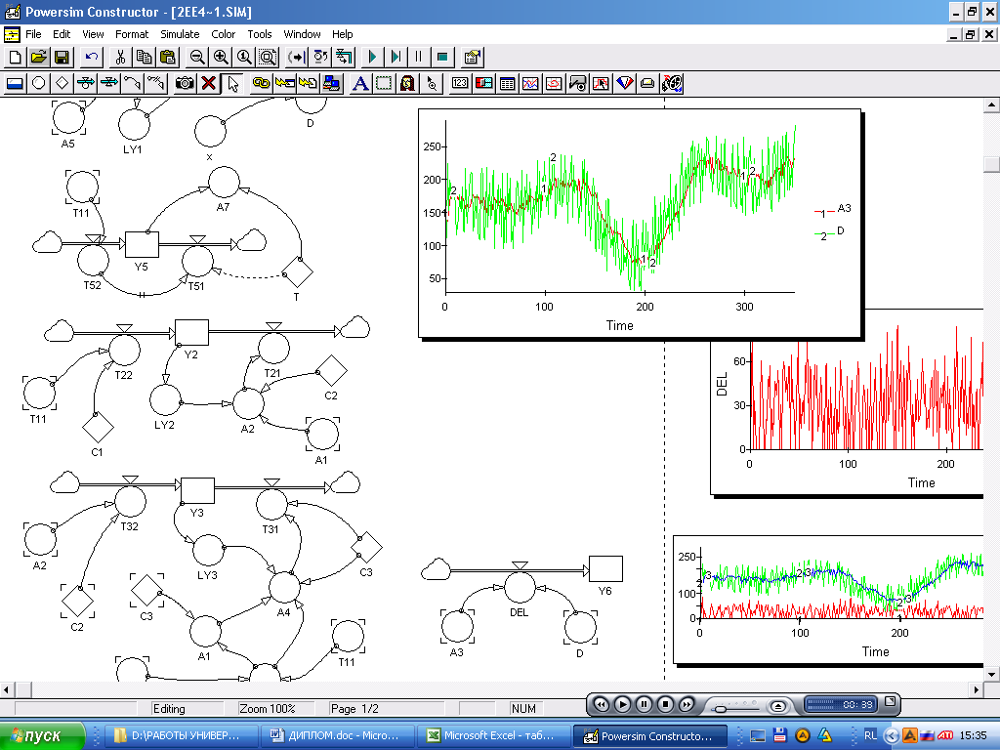 Powersim Constructor - [2EE4~1.SIM]
File Edit View Format Simulate Color Tools Window Help
A5
LY1
x
D
T11
A7
Y5
T52
T51
T
Y2
T22
T21
C2
T11
LY2
A2
C1
A1
Y3
T32
T31
A2
LY3
C3
C2
C3
A4
A1
T11
250
200
150
100
50
0 100 200 300
Time
1 A3
2 D
DEL
60
30
0
0 100 200
Time
DEL
Y6
A3
D
250
100
0
0 100 200
Time
Editing Zoom 100% Page 1/2 NUM
00:39
пуск
D:\РАБОТЫ УНИВЕР...
ДИПЛОМ.doc - Micro...
Microsoft Excel - таб...
Powersim Constructo...
RL
15:35